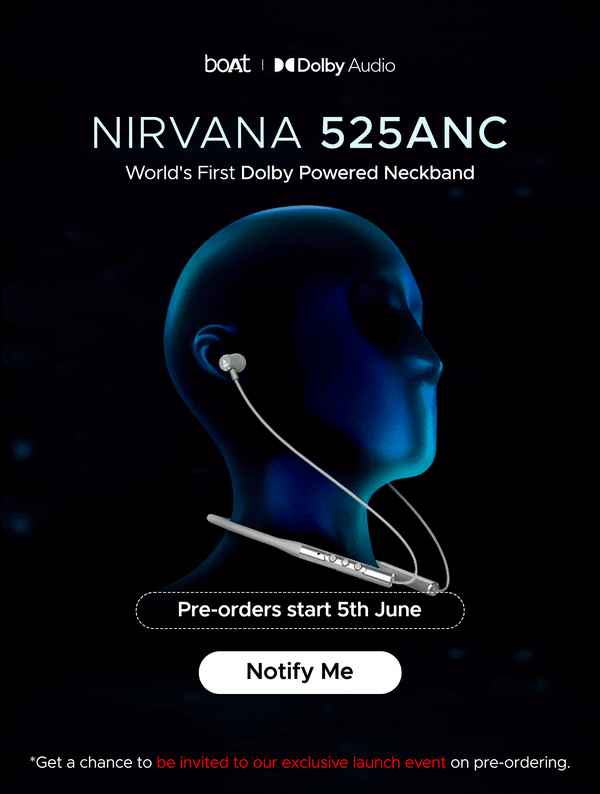 boAt | Dolby Audio
NIRVANA 525ANC
World's First Dolby Powered Neckband
Pre-orders start 5th June
Notify Me
*Get a chance to be invited to our exclusive launch event on pre-ordering.